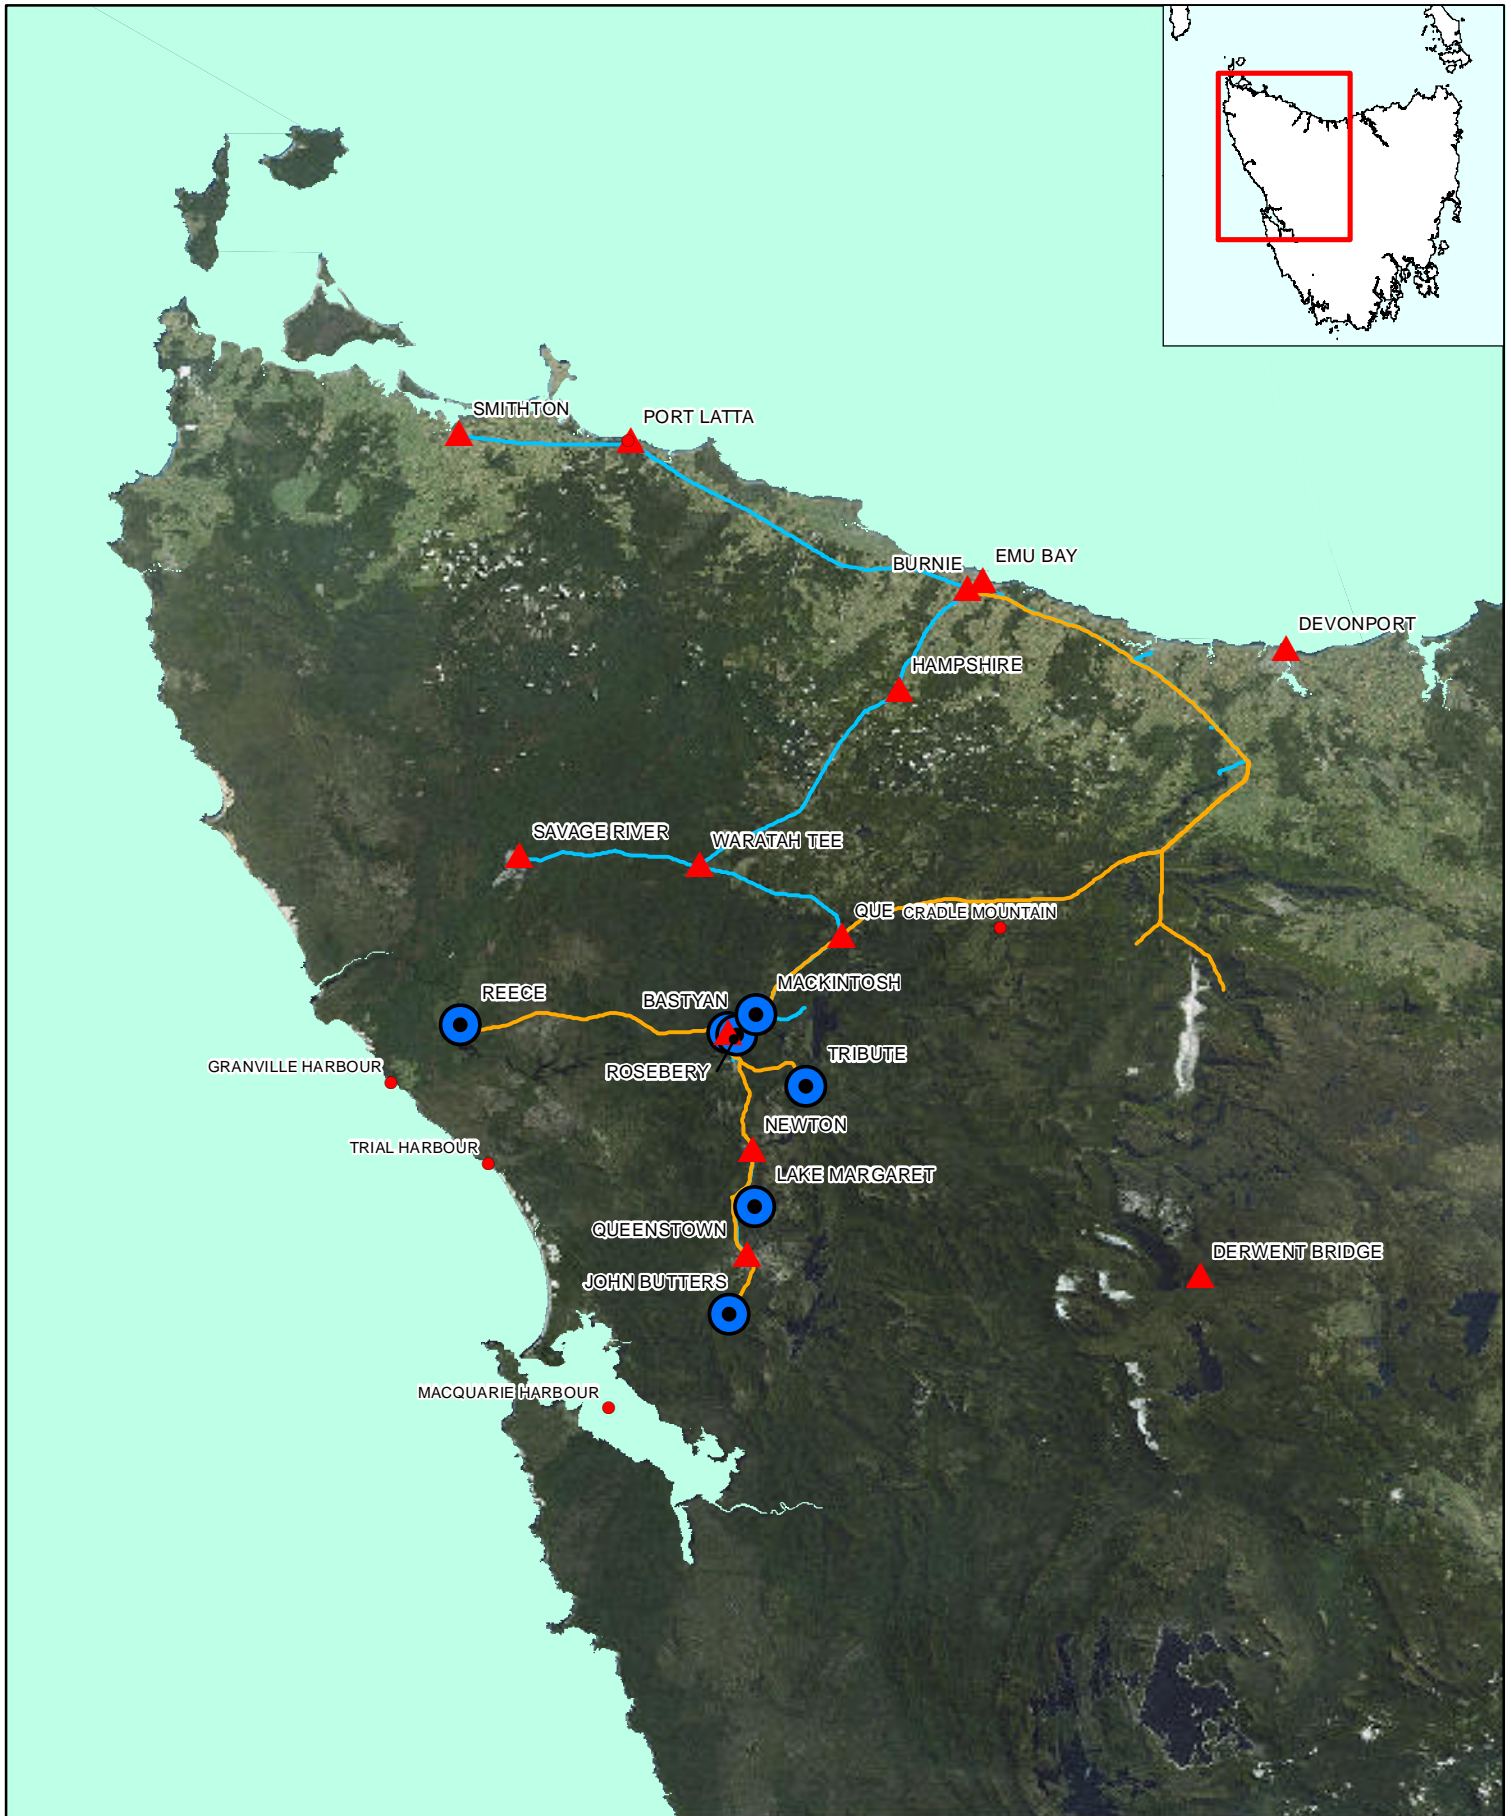 SMITHTON
PORT LATTA
EMU BAY
BURNIE
DEVONPORT
HAMPSHIRE
SAVAGE RIVER
WARATAH TEE
QUE
CRADLE MOUNTAIN
MACKINTOSH
REECE
BASTYAN
TRIBUTE
GRANVILLE HARBOUR
ROSEBERY
NEWTON
TRIAL HARBOUR
LAKE MARGARET
QUEENSTOWN
DERWENT BRIDGE
JOHN BUTTERS
MACQUARIE HARBOUR